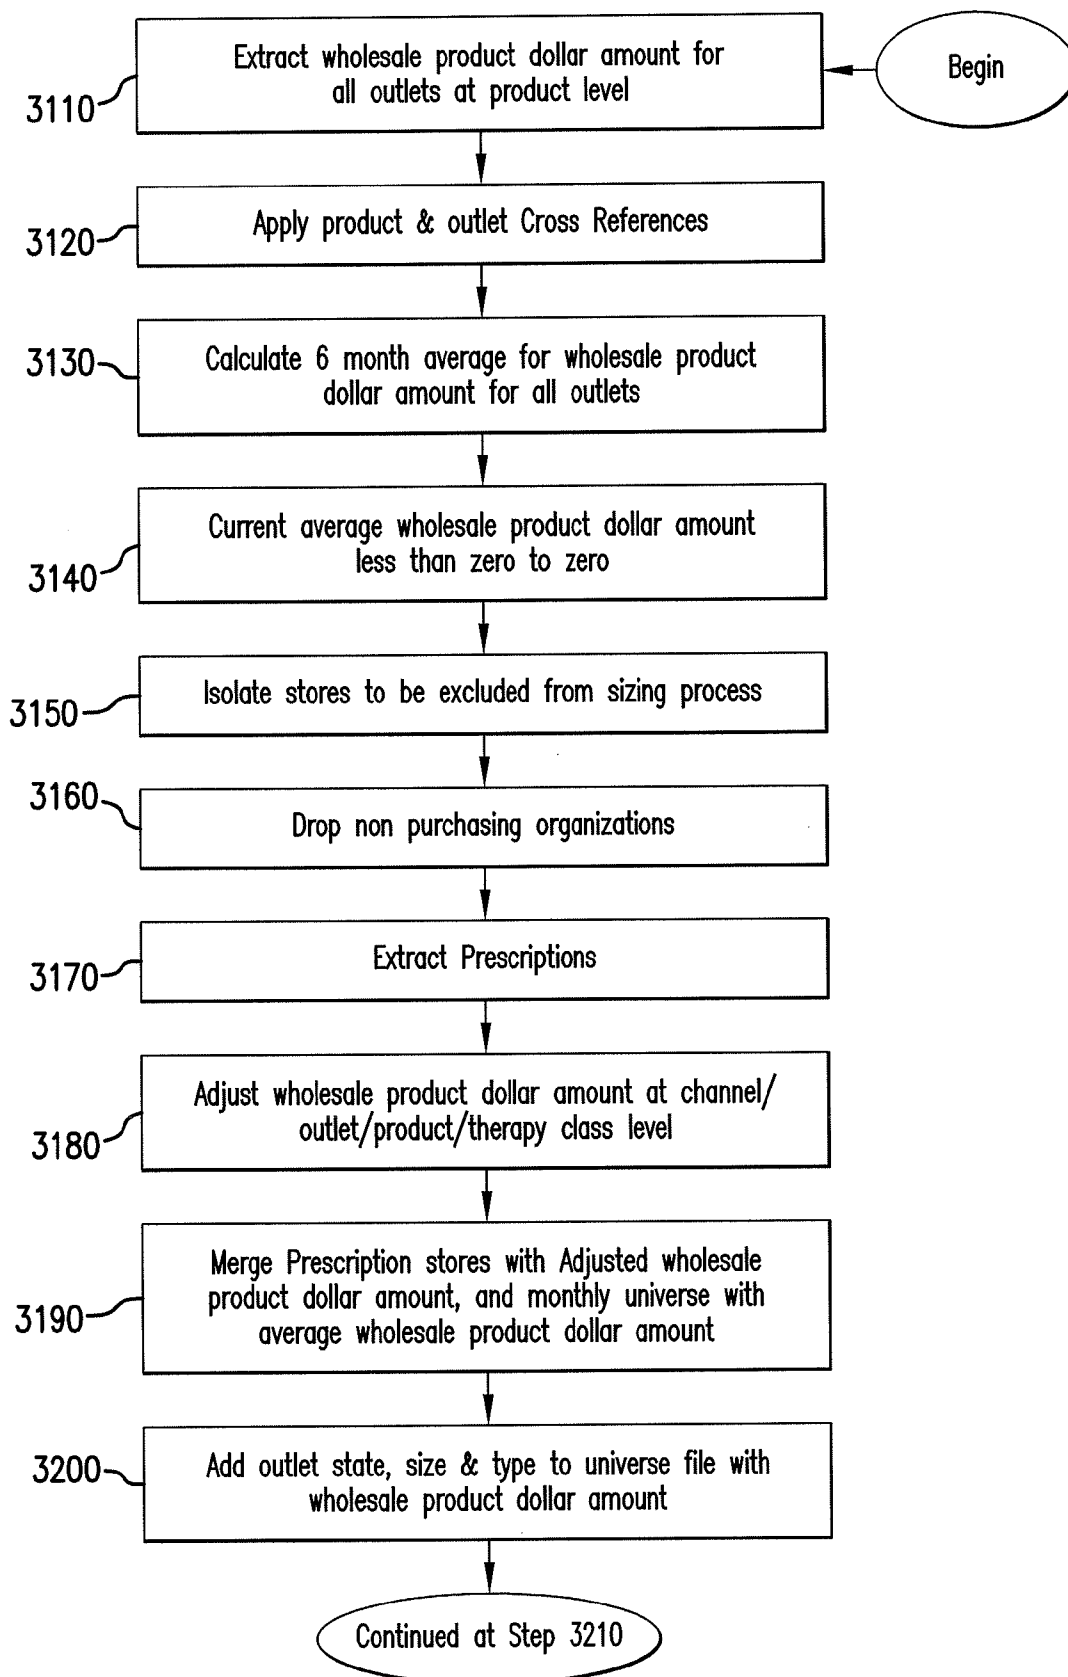 Begin
3110
Extract wholesale product dollar amount for
all outlets at product level
3120
Apply product & outlet Cross References
3130
Calculate 6 month average for wholesale product
dollar amount for all outlets
3140
Current average wholesale product dollar amount
less than zero to zero
3150
Isolate stores to be excluded from sizing process
3160
Drop non purchasing organizations
3170
Extract Prescriptions
3180
Adjust wholesale product dollar amount at channel/
outlet/product/therapy class level
3190
Merge Prescription stores with Adjusted wholesale
product dollar amount, and monthly universe with
average wholesale product dollar amount
3200
Add outlet state, size & type to universe file with
wholesale product dollar amount
Continued at Step 3210